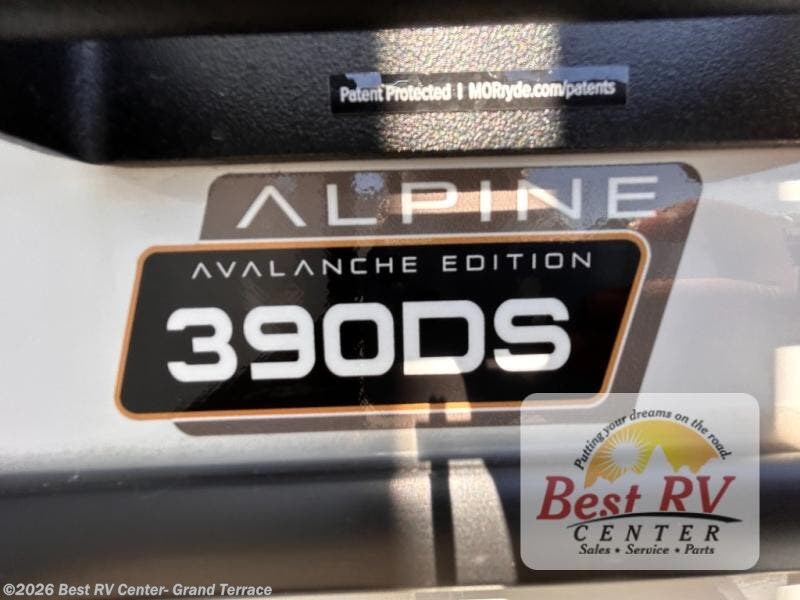 Patent Protected | MORryde.com/patents
ALPINE
AVALANCHE EDITION
390DS
Putting your dreams on the road.
Best RV
CENTER
Sales • Service • Parts
©2026 Best RV Center- Grand Terrace